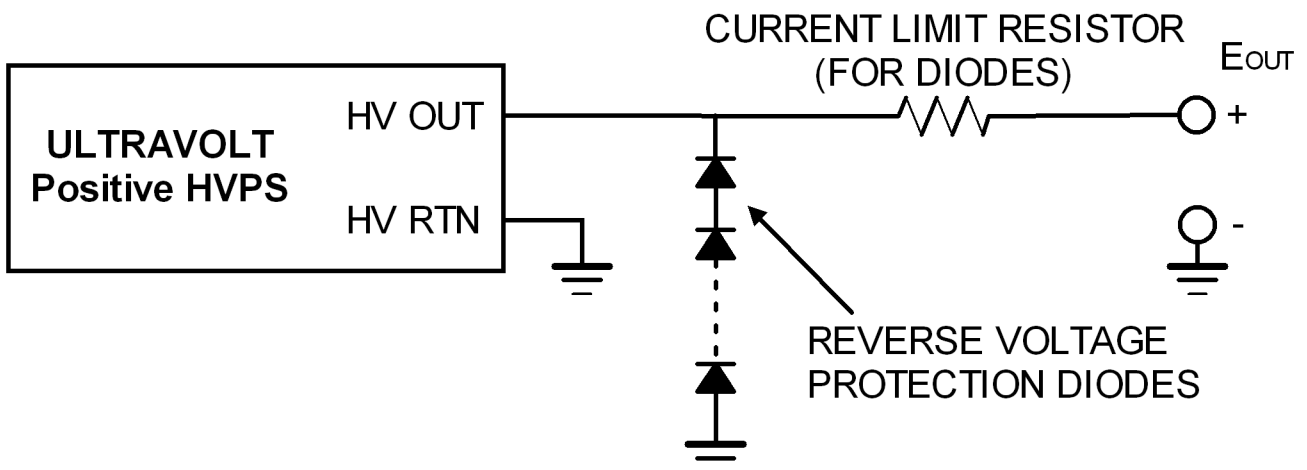 CURRENT LIMIT RESISTOR
(FOR DIODES)
EOUT
ULTRAVOLT
Positive HVPS
HV OUT
+
HV RTN
-
REVERSE VOLTAGE
PROTECTION DIODES